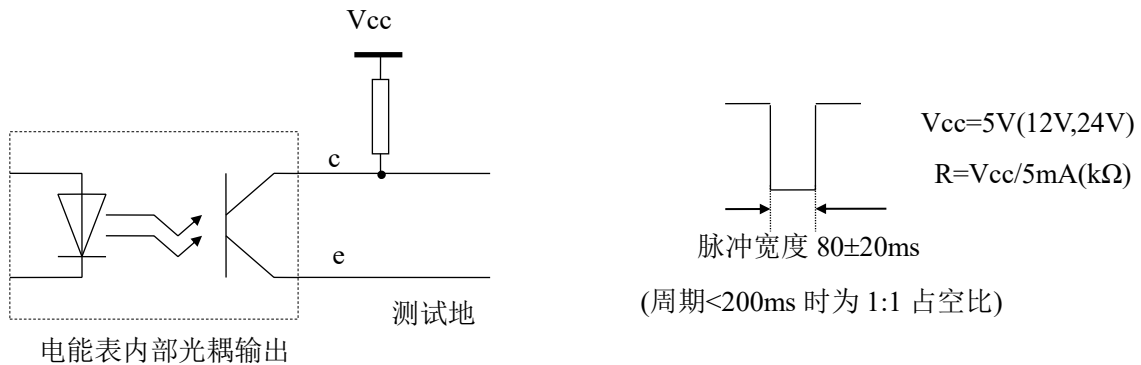 Vcc
c
e
测试地
电能表内部光耦输出
Vcc=5V(12V,24V)
R=Vcc/5mA(kΩ)
脉冲宽度 80±20ms
(周期<200ms 时为 1:1 占空比)